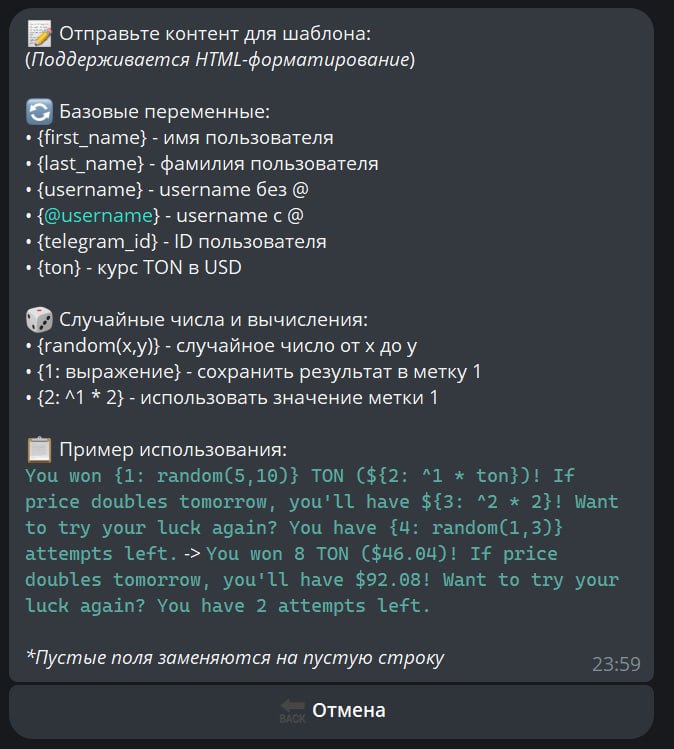 📝 Отправьте контент для шаблона:
(Поддерживается HTML-форматирование)
🔄 Базовые переменные:
• {first_name} - имя пользователя
• {last_name} - фамилия пользователя
• {username} - username без @
• {@username} - username с @
• {telegram_id} - ID пользователя
• {ton} - курс TON в USD
🎲 Случайные числа и вычисления:
• {random(x,y)} - случайное число от x до y
• {1: выражение} - сохранить результат в метку 1
• {2: ^1 * 2} - использовать значение метки 1
📋 Пример использования:
You won {1: random(5,10)} TON (${2: ^1 * ton})! If
price doubles tomorrow, you'll have ${3: ^2 * 2}! Want
to try your luck again? You have {4: random(1,3)}
attempts left. -> You won 8 TON ($46.04)! If price
doubles tomorrow, you'll have $92.08! Want to try your
luck again? You have 2 attempts left.
*Пустые поля заменяются на пустую строку
23:59
BACK Отмена